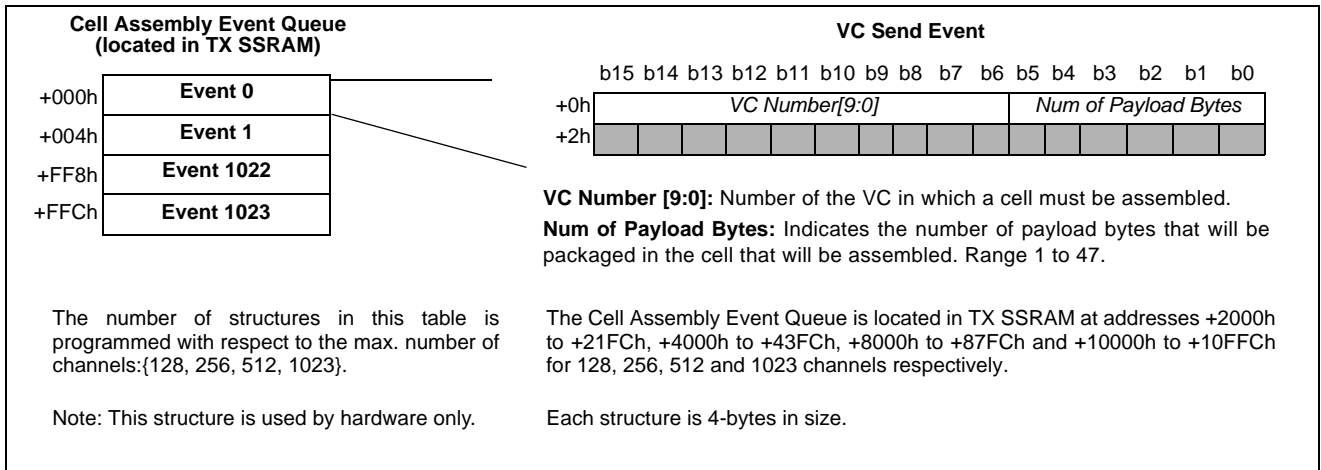 Cell Assembly Event Queue
(located in TX SSRAM)
+000h Event 0
+004h Event 1
+FF8h Event 1022
+FFCh Event 1023
VC Send Event
b15 b14 b13 b12 b11 b10 b9 b8 b7 b6 b5 b4 b3 b2 b1 b0
+0h VC Number[9:0] Num of Payload Bytes
+2h
VC Number [9:0]: Number of the VC in which a cell must be assembled.
Num of Payload Bytes: Indicates the number of payload bytes that will be
packaged in the cell that will be assembled. Range 1 to 47.
The number of structures in this table is
programmed with respect to the max. number of
channels:{128, 256, 512, 1023}.
Note: This structure is used by hardware only.
The Cell Assembly Event Queue is located in TX SSRAM at addresses +2000h
to +21FCh, +4000h to +43FCh, +8000h to +87FCh and +10000h to +10FFCh
for 128, 256, 512 and 1023 channels respectively.
Each structure is 4-bytes in size.